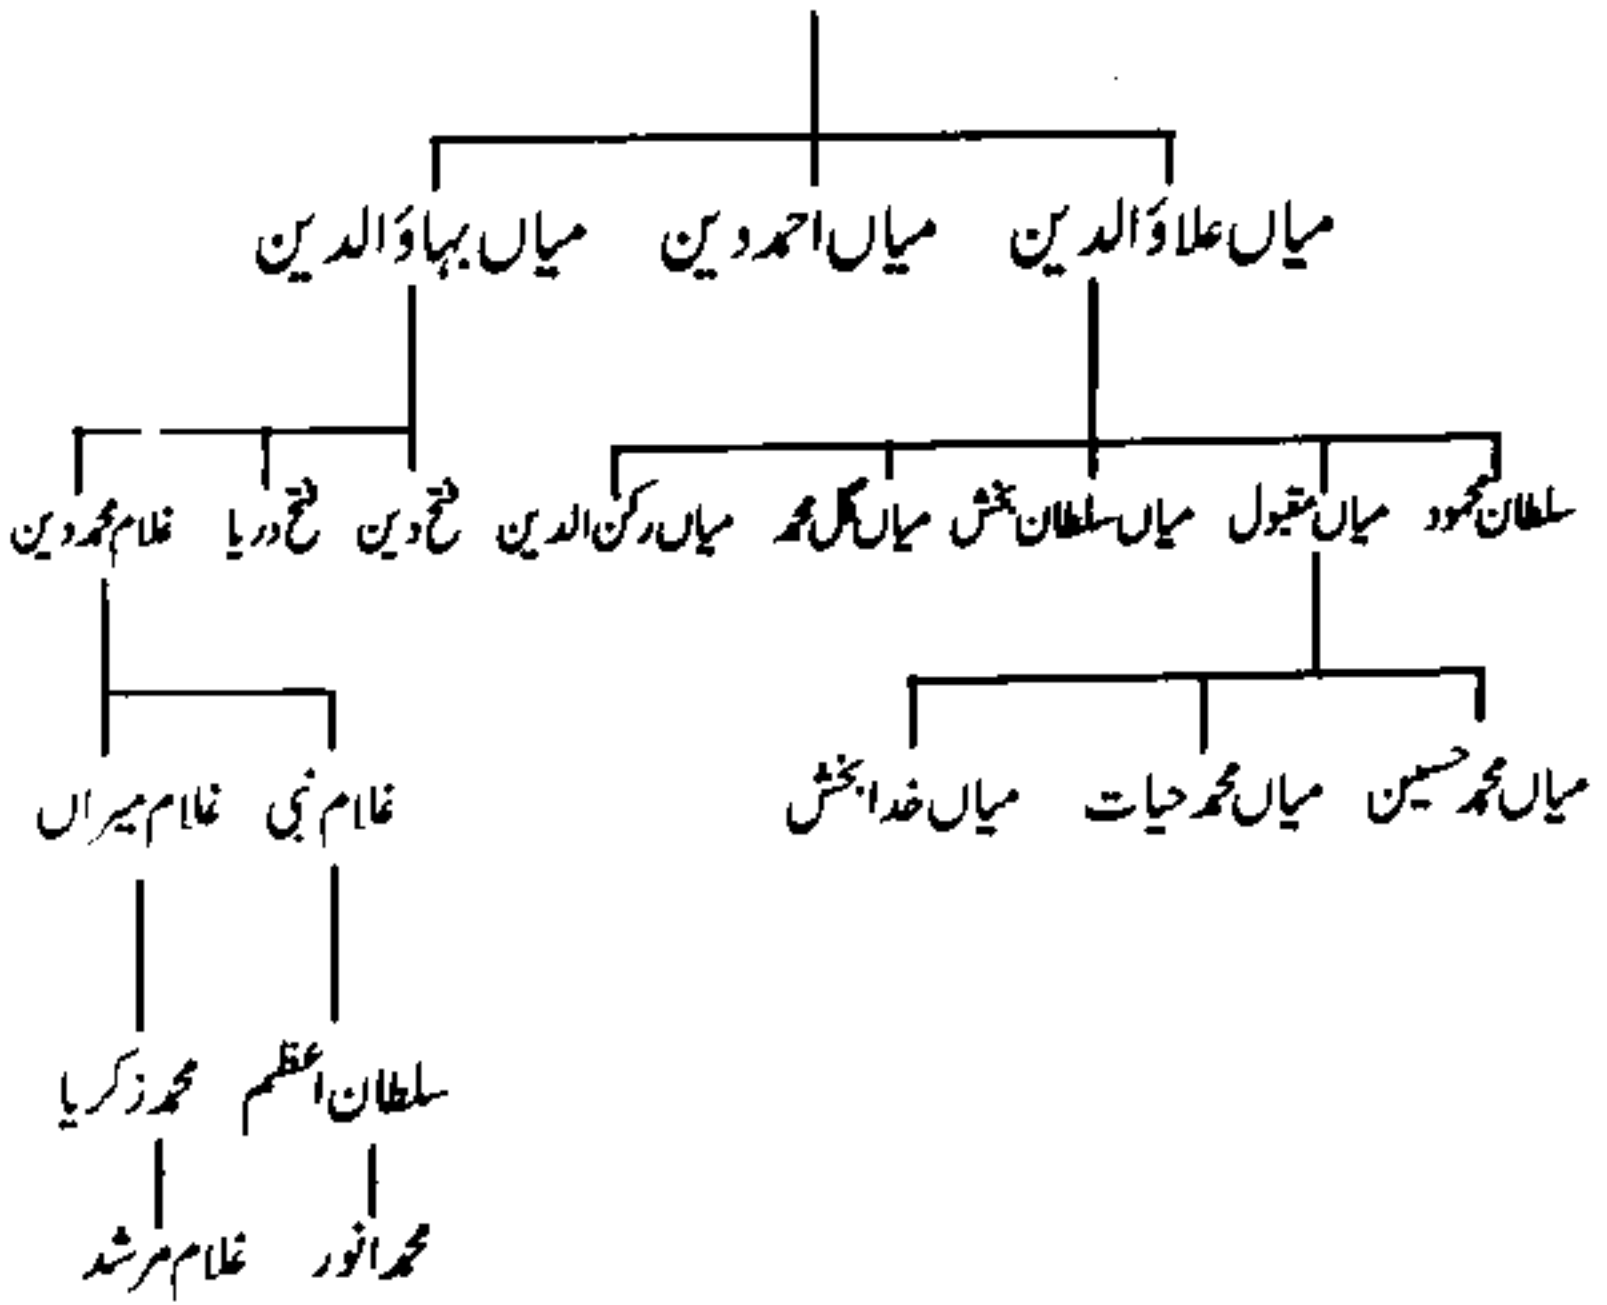 میاں علاؤالدین میاں احمد دین میاں بہاؤالدین
سلطان محمود میاں مقبول میاں سلطان بخش میاں گل محمد میاں رکن الدین فتح دین فتح دریا غلام محمد دین
میاں محمد حسین میاں محمد حیات میاں خدا بخش غلام نبی غلام میراں
سلطان اعظم محمد زکریا
محمد انور غلام مرشد